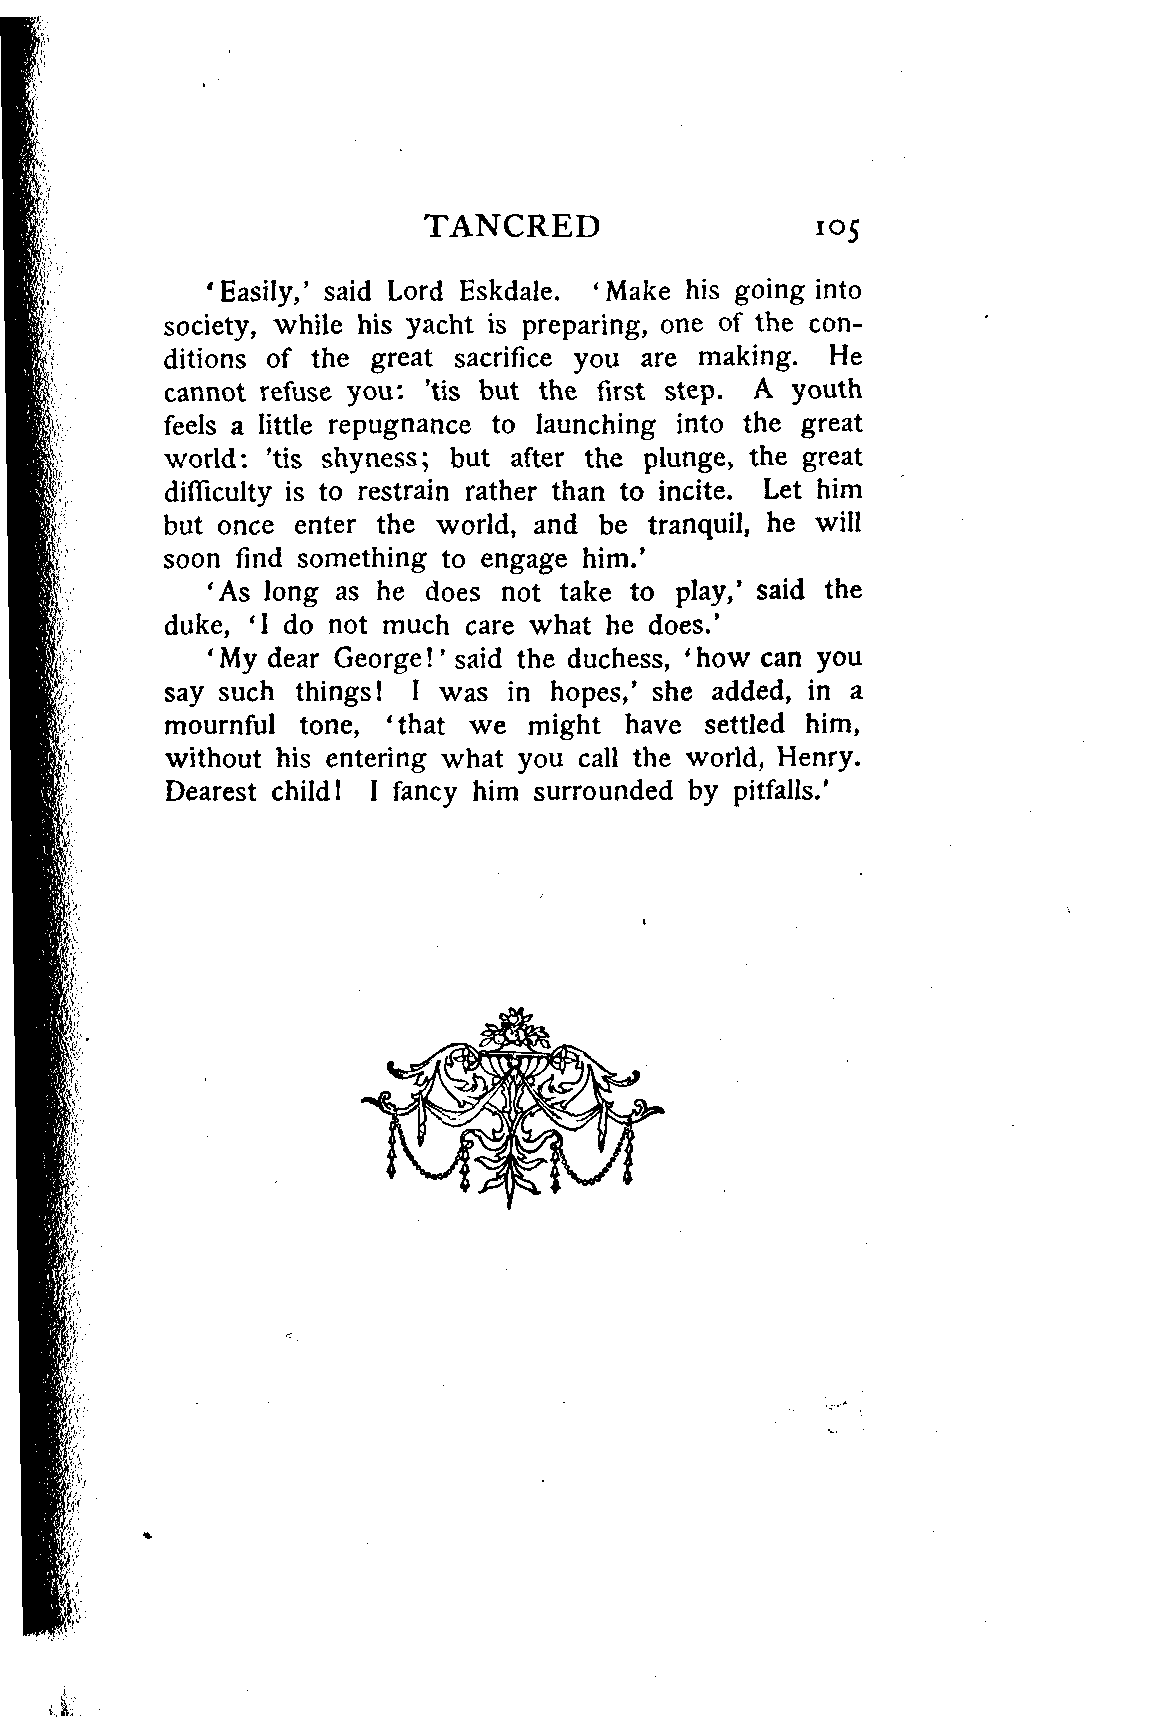 TANCRED 105
‘Easily,’ said Lord Eskdale. ‘Make his going into
society, while his yacht is preparing, one of the con-
ditions of the great sacrifice you are making. He
cannot refuse you: ’tis but the first step. A youth
feels a little repugnance to launching into the great
world: ’tis shyness; but after the plunge, the great
difficulty is to restrain rather than to incite. Let him
but once enter the world, and be tranquil, he will
soon find something to engage him.’
‘As long as he does not take to play,’ said the
duke, ‘I do not much care what he does.’
‘My dear George!’ said the duchess, ‘how can you
say such things! I was in hopes,’ she added, in a
mournful tone, ‘that we might have settled him,
without his entering what you call the world, Henry.
Dearest child! I fancy him surrounded by pitfalls.’